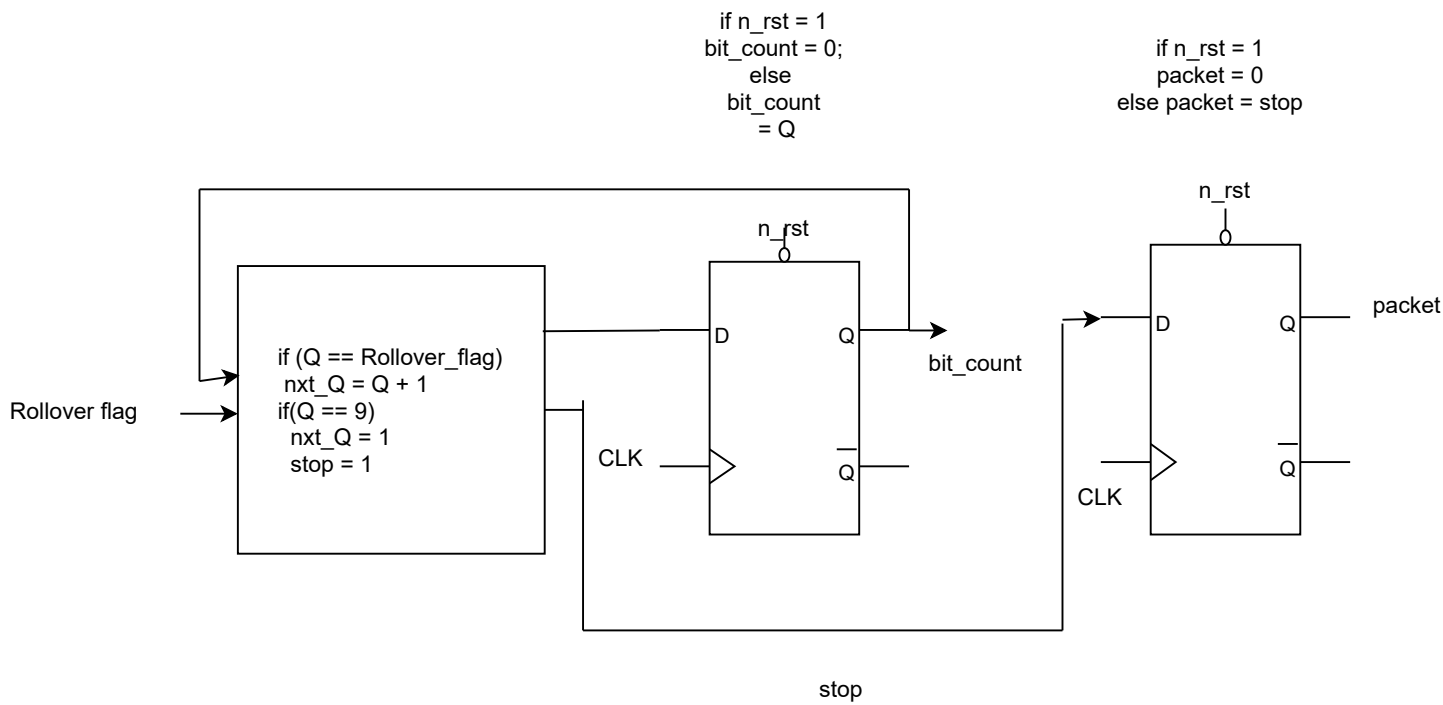 if n_rst = 1
bit_count = 0;
else
bit_count
= Q
if n_rst = 1
packet = 0
else packet = stop
n_rst
n_rst
if (Q == Rollover_flag)
nxt_Q = Q + 1
if(Q == 9)
nxt_Q = 1
stop = 1
Rollover flag
D
Q
bit_count
CLK
Q
D
Q
packet
CLK
Q
stop